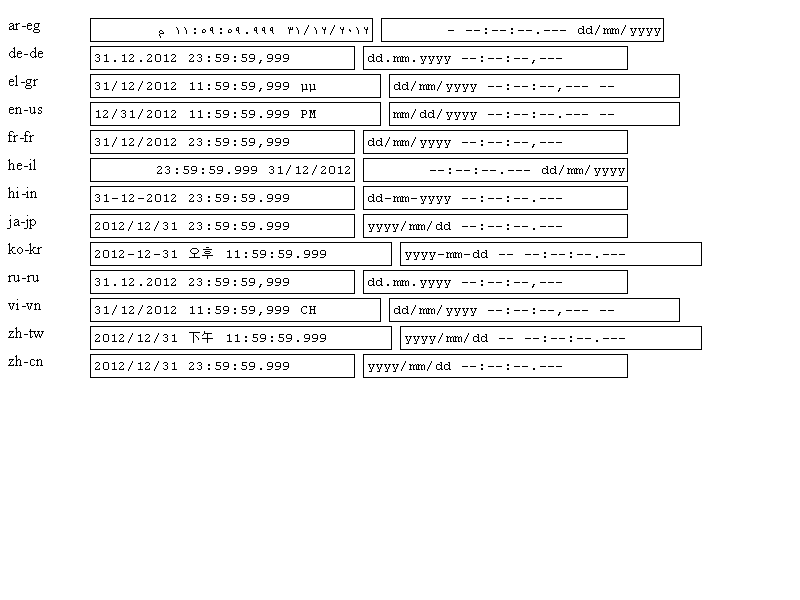 ar-eg ٣١/١٢/٢٠١٢ ١١:٥٩:٥٩.٩٩٩ م dd/mm/yyyy --:--:--.--- -
de-de 31.12.2012 23:59:59,999 dd.mm.yyyy --:--:--,---
el-gr 31/12/2012 11:59:59,999 μμ dd/mm/yyyy --:--:--,--- --
en-us 12/31/2012 11:59:59.999 PM mm/dd/yyyy --:--:--.--- --
fr-fr 31/12/2012 23:59:59,999 dd/mm/yyyy --:--:--,---
he-il 23:59:59.999 31/12/2012 --:--:--.--- dd/mm/yyyy
hi-in 31-12-2012 23:59:59.999 dd-mm-yyyy --:--:--.---
ja-jp 2012/12/31 23:59:59.999 yyyy/mm/dd --:--:--.---
ko-kr 2012-12-31 오후 11:59:59.999 yyyy-mm-dd -- --:--:--.---
ru-ru 31.12.2012 23:59:59,999 dd.mm.yyyy --:--:--,---
vi-vn 31/12/2012 11:59:59,999 CH dd/mm/yyyy --:--:--,--- --
zh-tw 2012/12/31 下午 11:59:59.999 yyyy/mm/dd -- --:--:--.---
zh-cn 2012/12/31 23:59:59.999 yyyy/mm/dd --:--:--.---